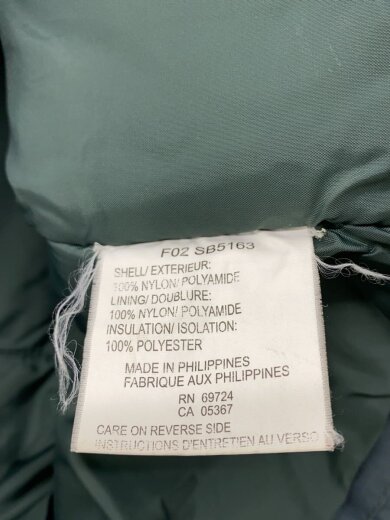 F02 SB5163
SHELL/ EXTERIEUR:
100% NYLON/ POLYAMIDE
LINING/ DOUBLURE:
100% NYLON/ POLYAMIDE
INSULATION/ ISOLATION:
100% POLYESTER
MADE IN PHILIPPINES
FABRIQUE AUX PHILIPPINES
RN 69724
CA 05367
CARE ON REVERSE SIDE
INSTRUCTIONS D'ENTRETIEN AU VERSO